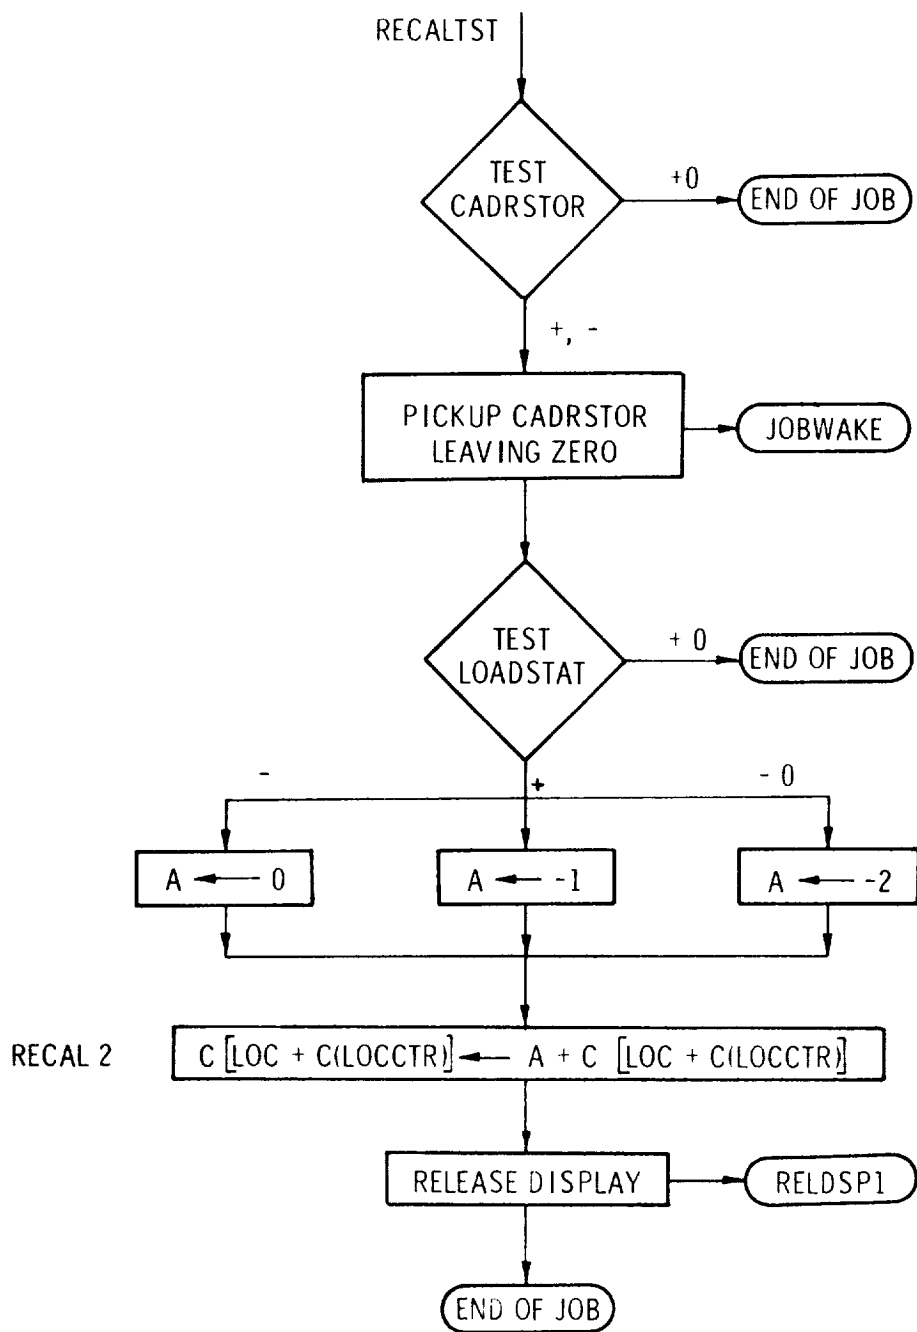 RECALTST
TEST
CADRSTOR
+0
END OF JOB
+, -
PICKUP CADRSTOR
LEAVING ZERO
JOBWAKE
TEST
LOADSTAT
+ 0
END OF JOB
-
+
- 0
A ← 0
A ← -1
A ← -2
RECAL 2
C [LOC + C(LOCCTR)] ← A + C [LOC + C(LOCCTR)]
RELEASE DISPLAY
RELDSP1
END OF JOB